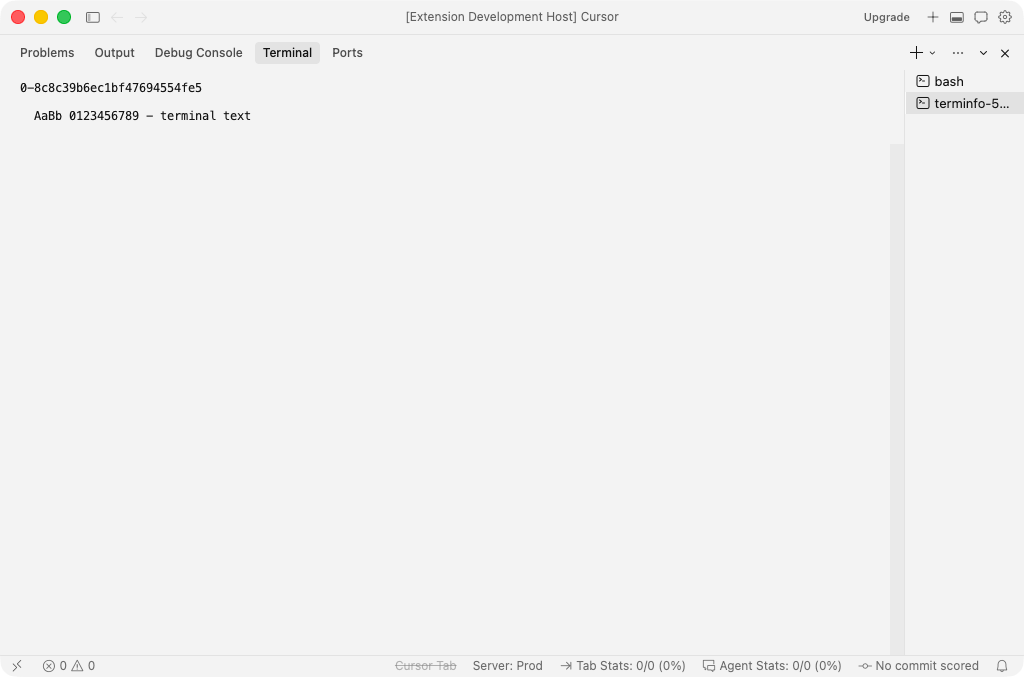 [Extension Development Host] Cursor
Upgrade
Problems Output Debug Console Terminal Ports
0-8c8c39b6ec1bf47694554fe5
AaBb 0123456789 - terminal text
bash
terminfo-5...
0 0 Cursor Tab Server: Prod Tab Stats: 0/0 (0%) Agent Stats: 0/0 (0%) No commit scored